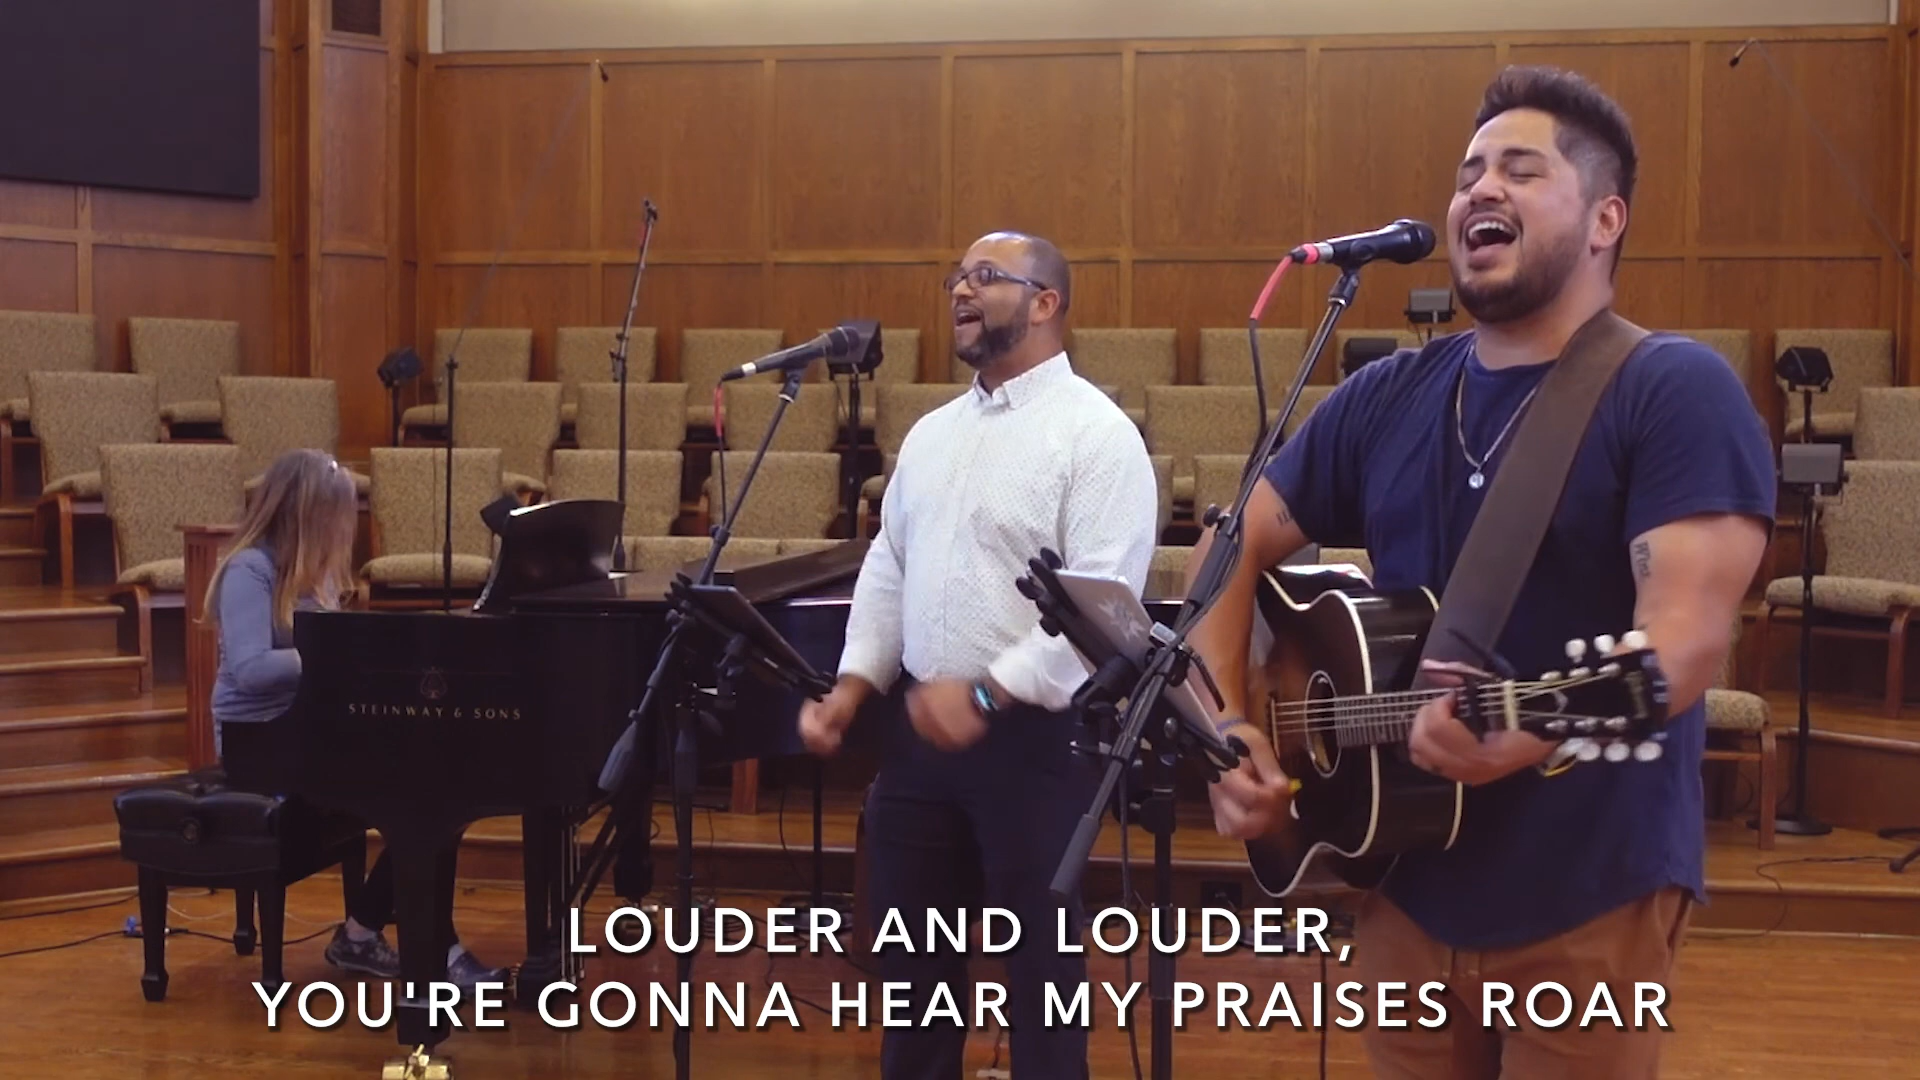 STEINWAY & SONS
LOUDER AND LOUDER,
YOU'RE GONNA HEAR MY PRAISES ROAR